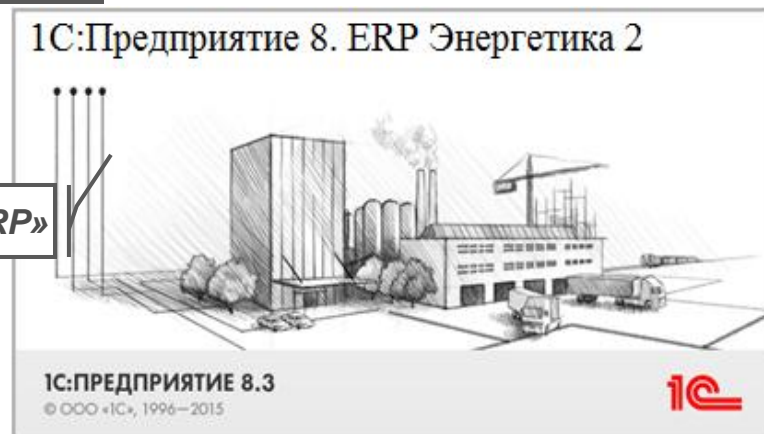 1С:Предприятие 8. ERP Энергетика 2
RP»
1С:ПРЕДПРИЯТИЕ 8.3
© ООО «1С», 1996—2015
1С